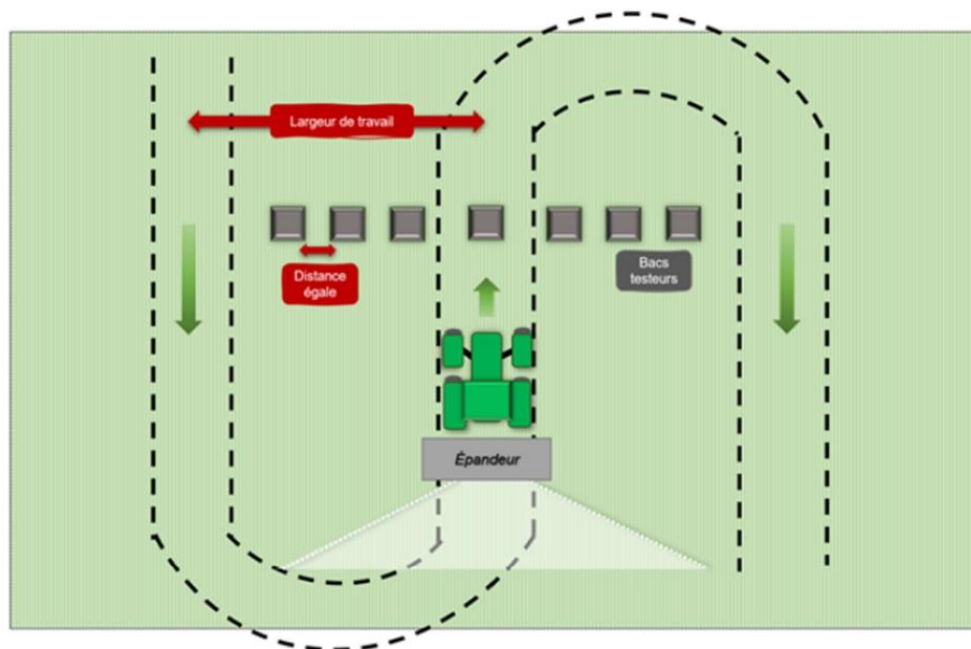 Largeur de travail
Distance
égale
Bacs
testeurs
Épandeur